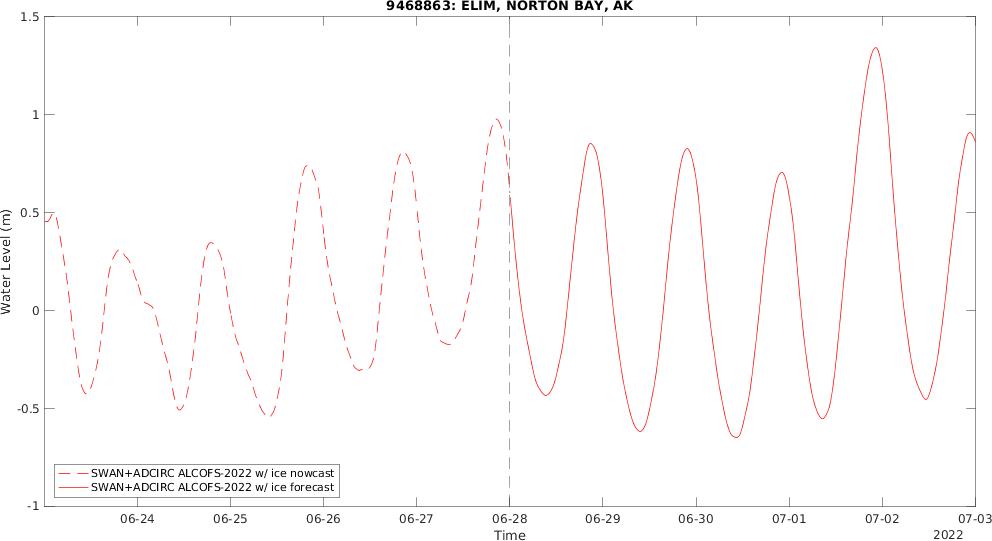 9468863: ELIM, NORTON BAY, AK
1.5
1
0.5
0
-0.5
-1
Water Level (m)
SWAN+ADCIRC ALCOFS-2022 w/ ice nowcast
SWAN+ADCIRC ALCOFS-2022 w/ ice forecast
06-24 06-25 06-26 06-27 06-28 06-29 06-30 07-01 07-02 07-03
Time
2022